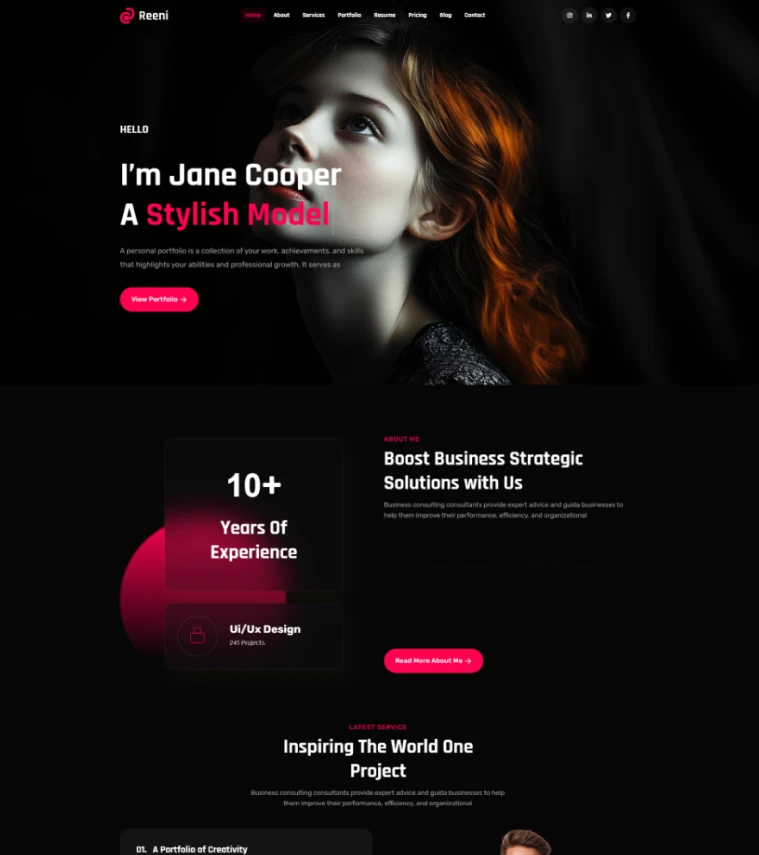 Reeni
Home About Services Portfolio Resume Pricing Blog Contact
HELLO
I'm Jane Cooper
A Stylish Model
A personal portfolio is a collection of your work, achievements, and skills
that highlights your abilities and professional growth. It serves as
View Portfolio →
10+
Years Of
Experience
Ui/Ux Design
241 Projects
ABOUT ME
Boost Business Strategic
Solutions with Us
Business consulting consultants provide expert advice and guida businesses to
help them improve their performance, efficiency, and organizational
Read More About Me →
LATEST SERVICE
Inspiring The World One
Project
Business consulting consultants provide expert advice and guida businesses to help
them improve their performance, efficiency, and organizational
01. A Portfolio of Creativity